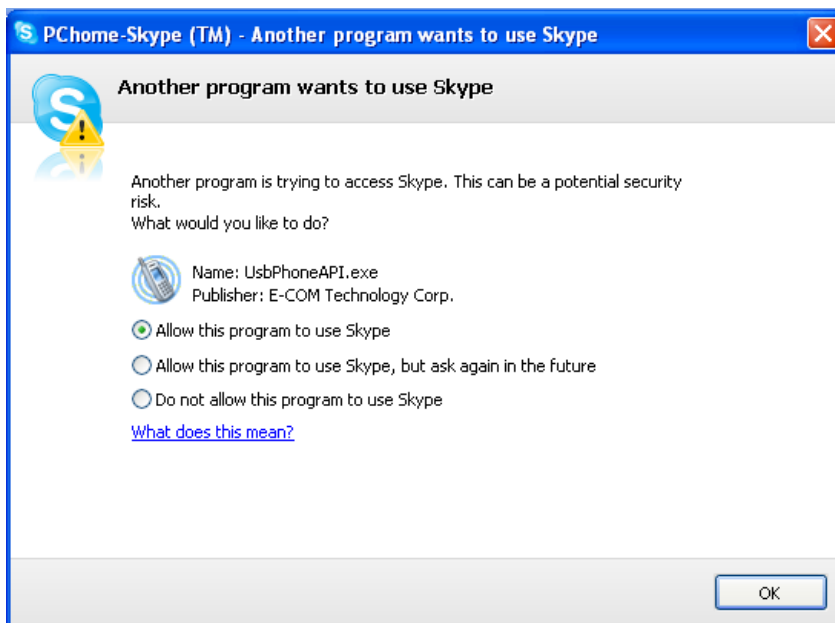 PChome-Skype (TM) - Another program wants to use Skype
Another program wants to use Skype
Another program is trying to access Skype. This can be a potential security
risk.
What would you like to do?
Name: UsbPhoneAPI.exe
Publisher: E-COM Technology Corp.
Allow this program to use Skype
Allow this program to use Skype, but ask again in the future
Do not allow this program to use Skype
What does this mean?
OK